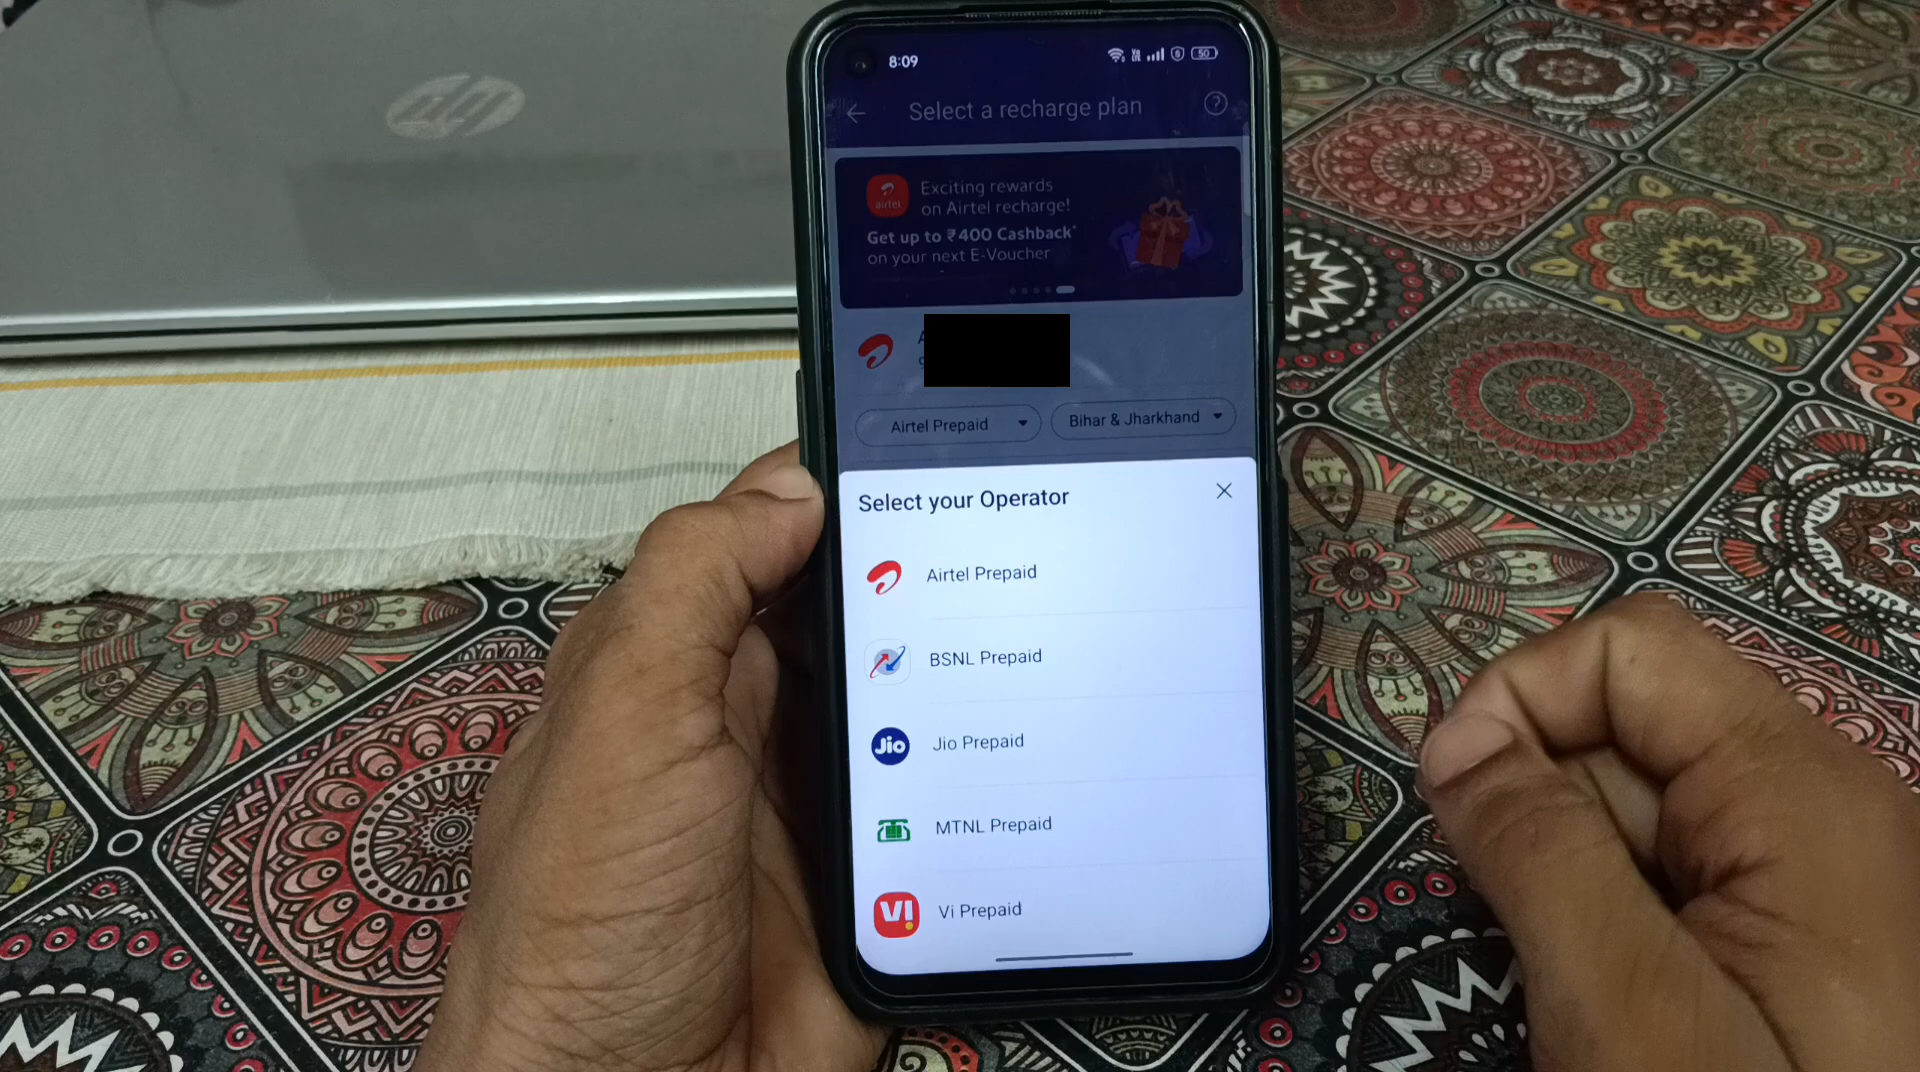 hp
8:09
50
Select a recharge plan
?
airtel
Exciting rewards
on Airtel recharge!
Get up to ₹400 Cashback*
on your next E-Voucher
Airtel Prepaid
Bihar & Jharkhand
Select your Operator
Airtel Prepaid
BSNL Prepaid
Jio
Jio Prepaid
MTNL Prepaid
VI
Vi Prepaid